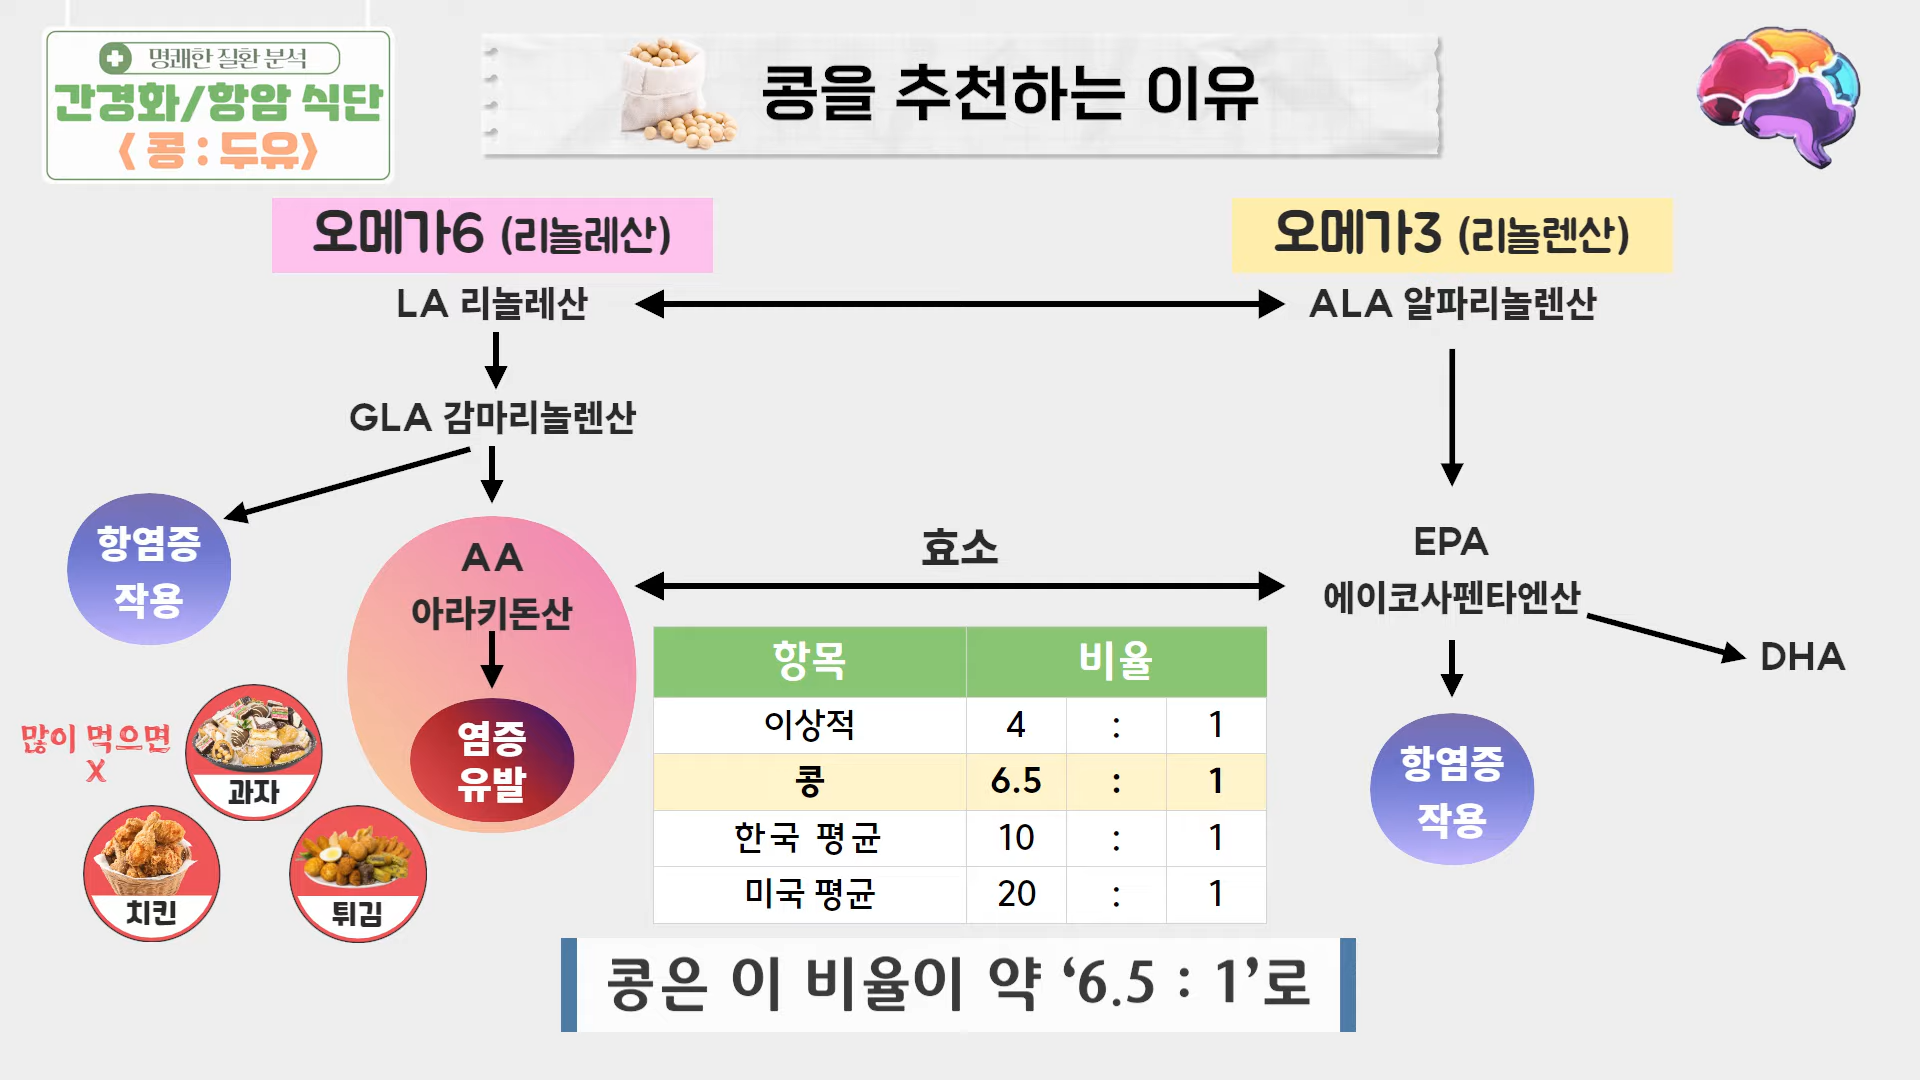 명쾌한 질환 분석
간경화/항암 식단
< 콩 : 두유>
콩을 추천하는 이유
오메가6 (리놀레산)
오메가3 (리놀렌산)
LA 리놀레산
ALA 알파리놀렌산
GLA 감마리놀렌산
항염증
작용
AA
아라키돈산
염증
유발
효소
EPA
에이코사펜타엔산
DHA
항염증
작용
많이 먹으면
X
과자
치킨
튀김
항목 비율
이상적 4 : 1
콩 6.5 : 1
한국 평균 10 : 1
미국 평균 20 : 1
콩은 이 비율이 약 ‘6.5 : 1’로